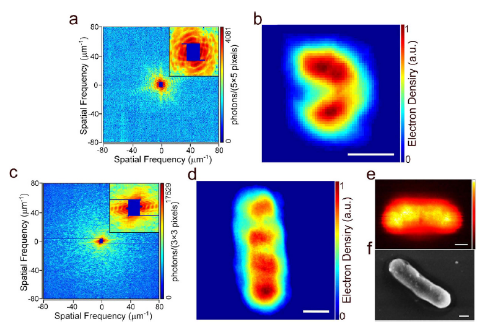 a
80
40
0
-40
-80
Spatial Frequency (μm⁻¹)
-80 -40 0 40 80
Spatial Frequency (μm⁻¹)
4081
photons/(5×5 pixels)
0
b
1
Electron Density (a.u.)
0
c
80
40
0
-40
-80
Spatial Frequency (μm⁻¹)
-80 -40 0 40 80
Spatial Frequency (μm⁻¹)
17529
photons/(3×3 pixels)
0
d
1
Electron Density (a.u.)
0
e
f